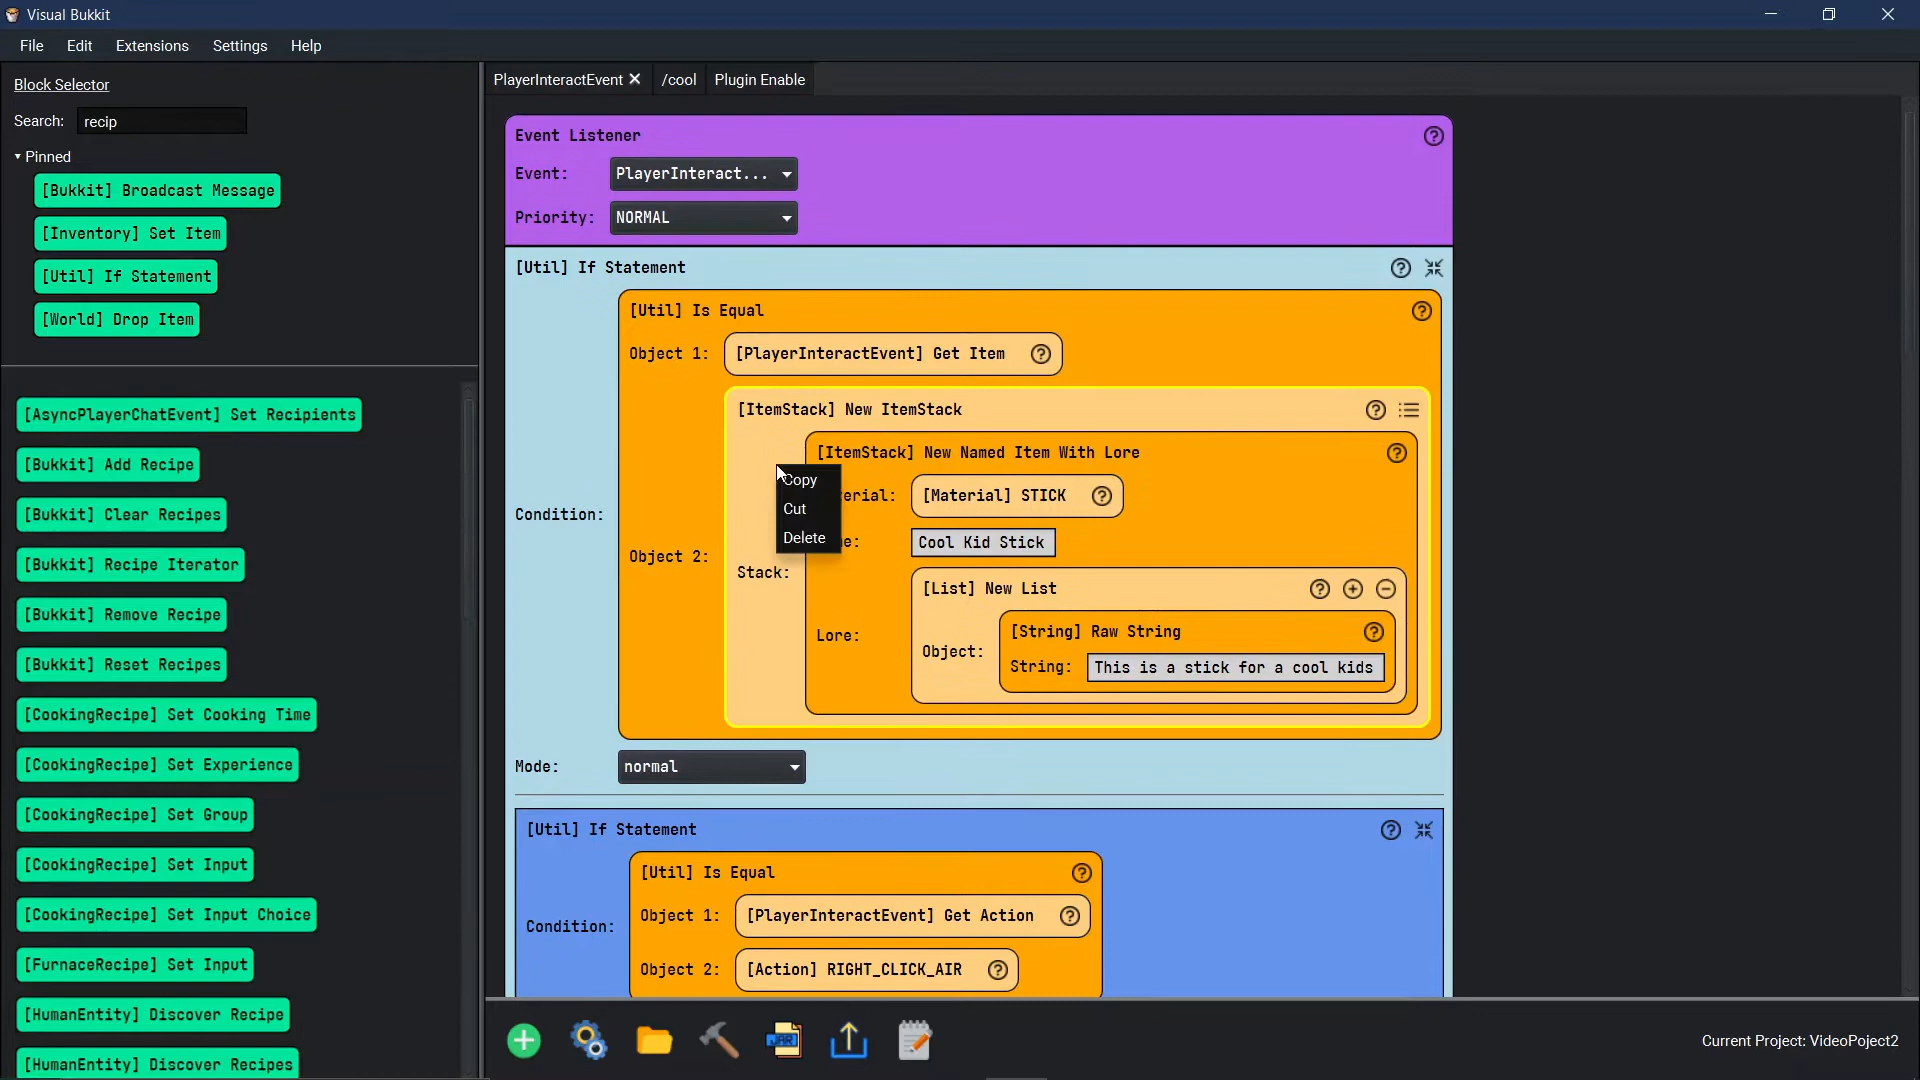 Visual Bukkit
File Edit Extensions Settings Help
Block Selector
Search: recip
Pinned
[Bukkit] Broadcast Message
[Inventory] Set Item
[Util] If Statement
[World] Drop Item
[AsyncPlayerChatEvent] Set Recipients
[Bukkit] Add Recipe
[Bukkit] Clear Recipes
[Bukkit] Recipe Iterator
[Bukkit] Remove Recipe
[Bukkit] Reset Recipes
[CookingRecipe] Set Cooking Time
[CookingRecipe] Set Experience
[CookingRecipe] Set Group
[CookingRecipe] Set Input
[CookingRecipe] Set Input Choice
[FurnaceRecipe] Set Input
[HumanEntity] Discover Recipe
[HumanEntity] Discover Recipes
PlayerInteractEvent /cool Plugin Enable
Event Listener
Event: PlayerInteract...
Priority: NORMAL
[Util] If Statement
[Util] Is Equal
Object 1: [PlayerInteractEvent] Get Item
[ItemStack] New ItemStack
[ItemStack] New Named Item With Lore
Copy
erial: [Material] STICK
Cut
Condition:
Delete
e: Cool Kid Stick
Object 2:
Stack:
[List] New List
Lore:
[String] Raw String
Object:
String: This is a stick for a cool kids
Mode: normal
[Util] If Statement
[Util] Is Equal
Object 1: [PlayerInteractEvent] Get Action
Condition:
Object 2: [Action] RIGHT_CLICK_AIR
JAR
Current Project: VideoPoject2